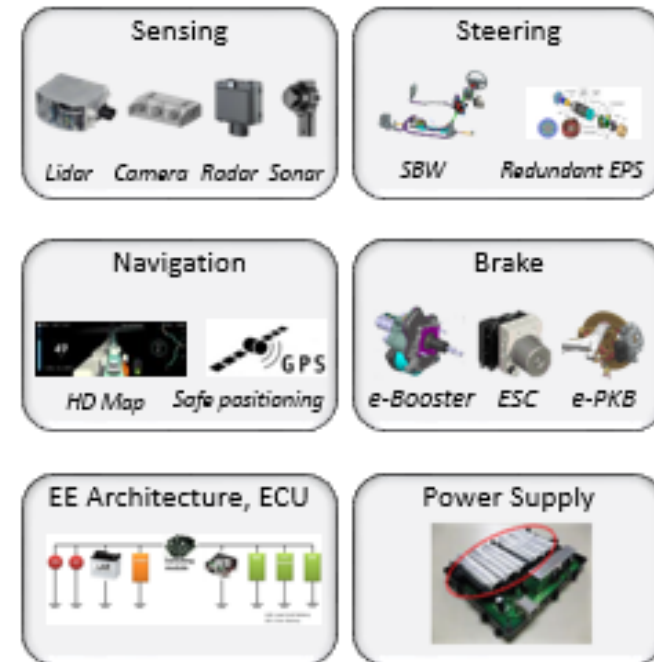 Sensing
Lidar Camera Radar Sonar
Steering
SBW Redundant EPS
Navigation
47
GPS
HD Map Safe positioning
Brake
e-Booster ESC e-PKB
EE Architecture, ECU
Power Supply